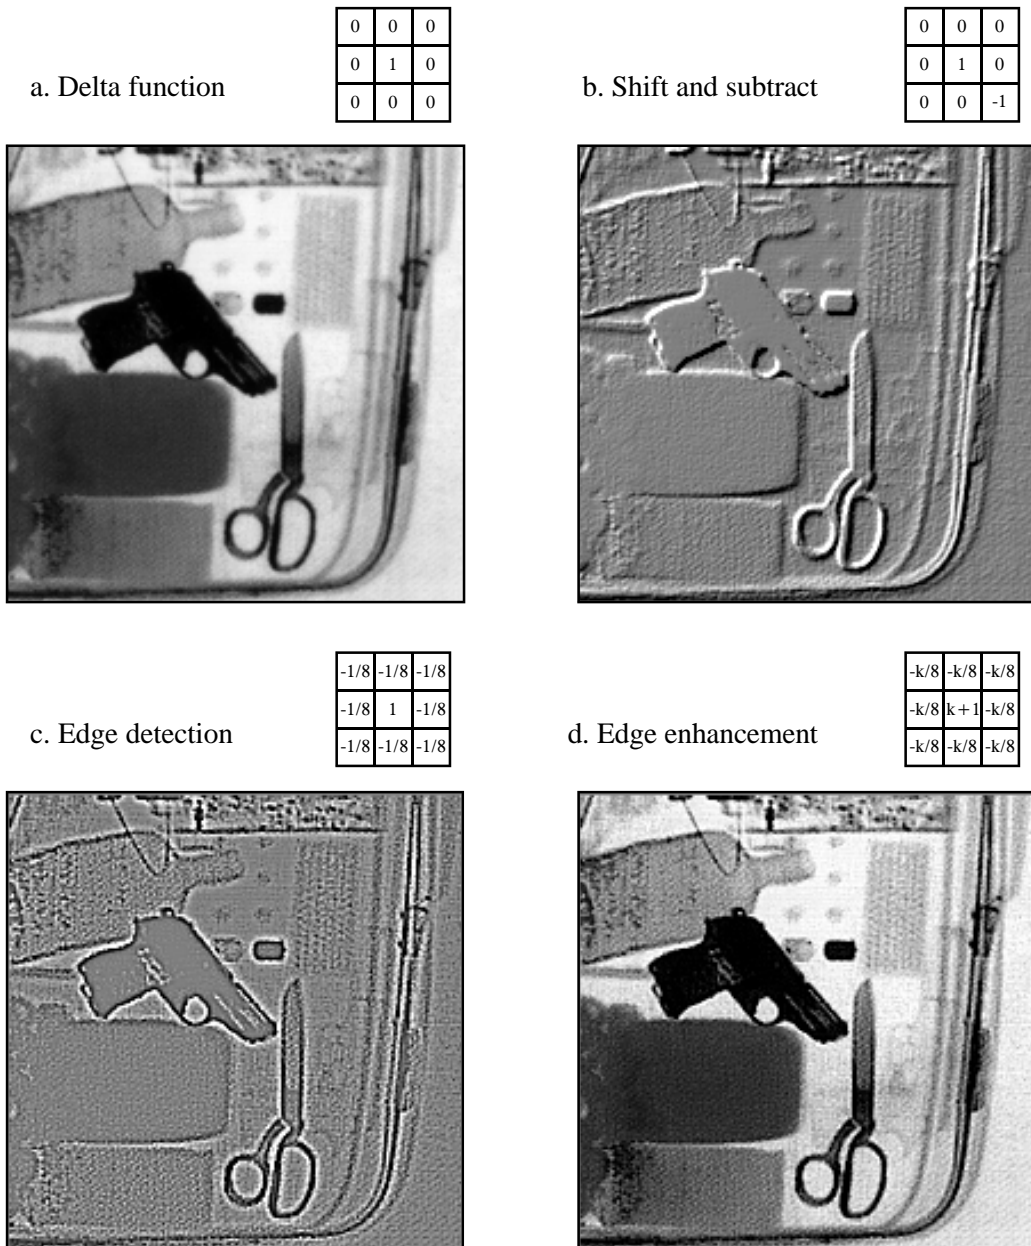 0 0 0
0 1 0
0 0 0
a. Delta function
0 0 0
0 1 0
0 0 -1
b. Shift and subtract
-1/8 -1/8 -1/8
-1/8 1 -1/8
-1/8 -1/8 -1/8
c. Edge detection
-k/8 -k/8 -k/8
-k/8 k+1 -k/8
-k/8 -k/8 -k/8
d. Edge enhancement